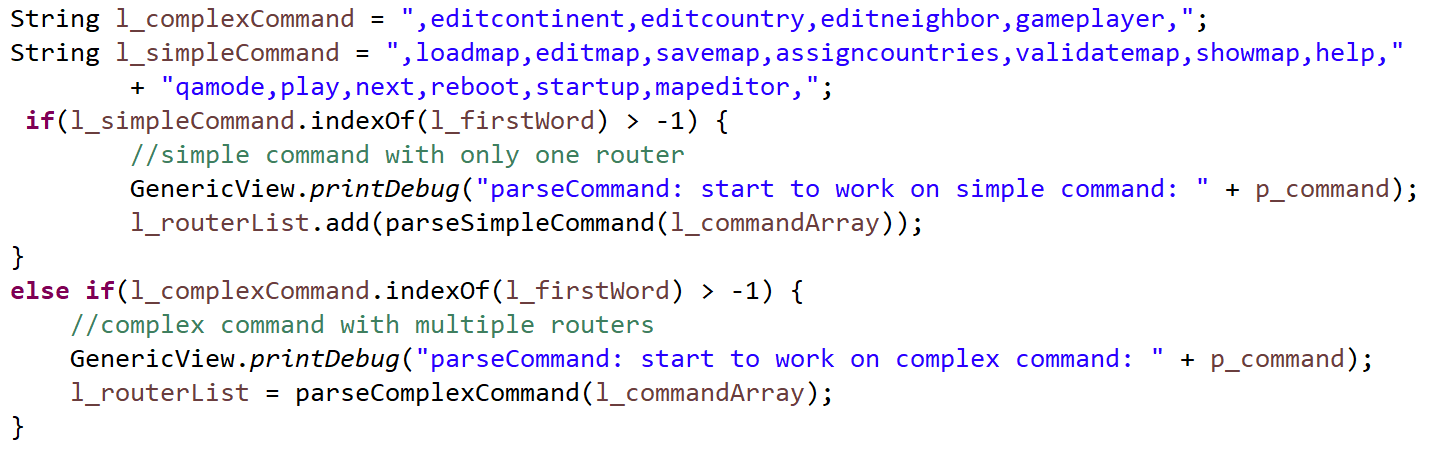 String l_complexCommand = ",editcontinent,editcountry,editneighbor,gameplayer,";
String l_simpleCommand = ",loadmap,editmap,savemap,assigncountries,validatemap,showmap,help,"
        + "qamode,play,next,reboot,startup,mapeditor,";
 if(l_simpleCommand.indexOf(l_firstWord) > -1) {
        //simple command with only one router
        GenericView.printDebug("parseCommand: start to work on simple command: " + p_command);
        l_routerList.add(parseSimpleCommand(l_commandArray));
}
else if(l_complexCommand.indexOf(l_firstWord) > -1) {
    //complex command with multiple routers
    GenericView.printDebug("parseCommand: start to work on complex command: " + p_command);
    l_routerList = parseComplexCommand(l_commandArray);
}